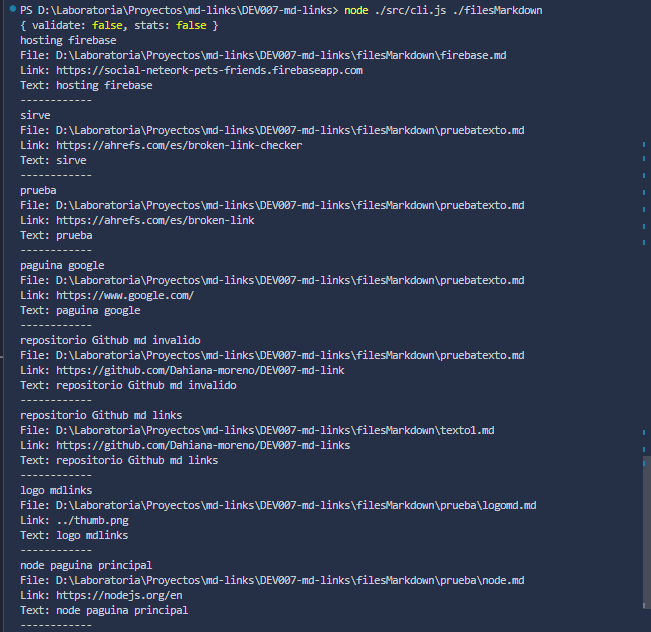 PS D:\Laboratoria\Proyectos\md-links\DEV007-md-links> node ./src/cli.js ./filesMarkdown
{ validate: false, stats: false }
hosting firebase
File: D:\Laboratoria\Proyectos\md-links\DEV007-md-links\filesMarkdown\firebase.md
Link: https://social-neteork-pets-friends.firebaseapp.com
Text: hosting firebase
------------
sirve
File: D:\Laboratoria\Proyectos\md-links\DEV007-md-links\filesMarkdown\pruebatexto.md
Link: https://ahrefs.com/es/broken-link-checker
Text: sirve
------------
prueba
File: D:\Laboratoria\Proyectos\md-links\DEV007-md-links\filesMarkdown\pruebatexto.md
Link: https://ahrefs.com/es/broken-link
Text: prueba
------------
paguina google
File: D:\Laboratoria\Proyectos\md-links\DEV007-md-links\filesMarkdown\pruebatexto.md
Link: https://www.google.com/
Text: paguina google
------------
repositorio Github md invalido
File: D:\Laboratoria\Proyectos\md-links\DEV007-md-links\filesMarkdown\pruebatexto.md
Link: https://github.com/Dahiana-moreno/DEV007-md-link
Text: repositorio Github md invalido
------------
repositorio Github md links
File: D:\Laboratoria\Proyectos\md-links\DEV007-md-links\filesMarkdown\texto1.md
Link: https://github.com/Dahiana-moreno/DEV007-md-links
Text: repositorio Github md links
------------
logo mdlinks
File: D:\Laboratoria\Proyectos\md-links\DEV007-md-links\filesMarkdown\prueba\logomd.md
Link: ../thumb.png
Text: logo mdlinks
------------
node paguina principal
File: D:\Laboratoria\Proyectos\md-links\DEV007-md-links\filesMarkdown\prueba\node.md
Link: https://nodejs.org/en
Text: node paguina principal
------------